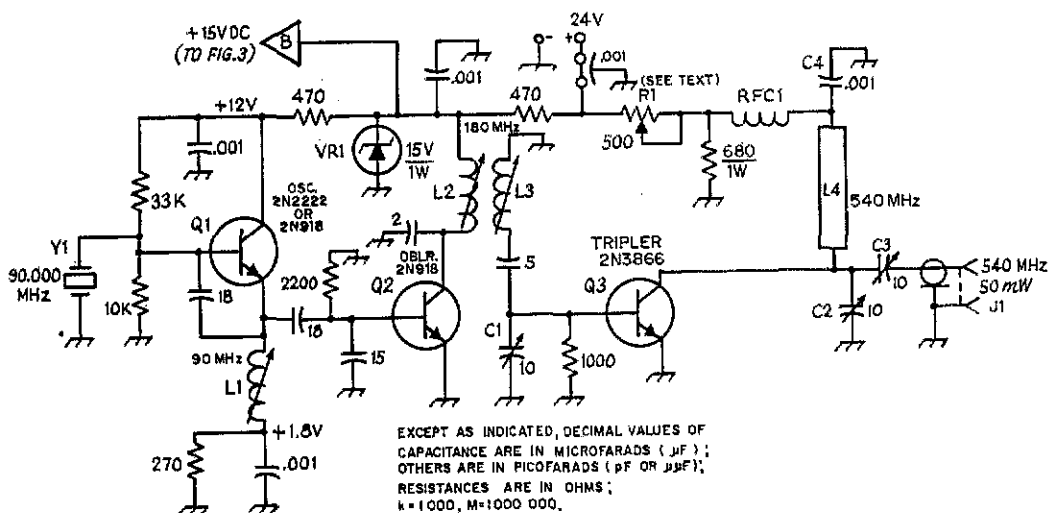 +15VDC
(TO FIG.3)
B
24V
-
+
.001
.001
C4
.001
(SEE TEXT)
R1
500
RFC1
+12V
470
470
.001
VR1
15V
1W
180 MHz
L2
L3
680
1W
L4
540 MHz
33K
OSC.
2N2222
OR
2N918
Q1
Y1
90.000
MHz
10K
18
2200
2
DBLR.
2N918
Q2
5
TRIPLER
2N3866
Q3
C3
10
540 MHz
50 mW
J1
C2
10
18
15
C1
10
1000
90 MHz
L1
+1.8V
270
.001
EXCEPT AS INDICATED, DECIMAL VALUES OF
CAPACITANCE ARE IN MICROFARADS (µF);
OTHERS ARE IN PICOFARADS (pF OR µµF);
RESISTANCES ARE IN OHMS;
k=1000, M=1000 000.